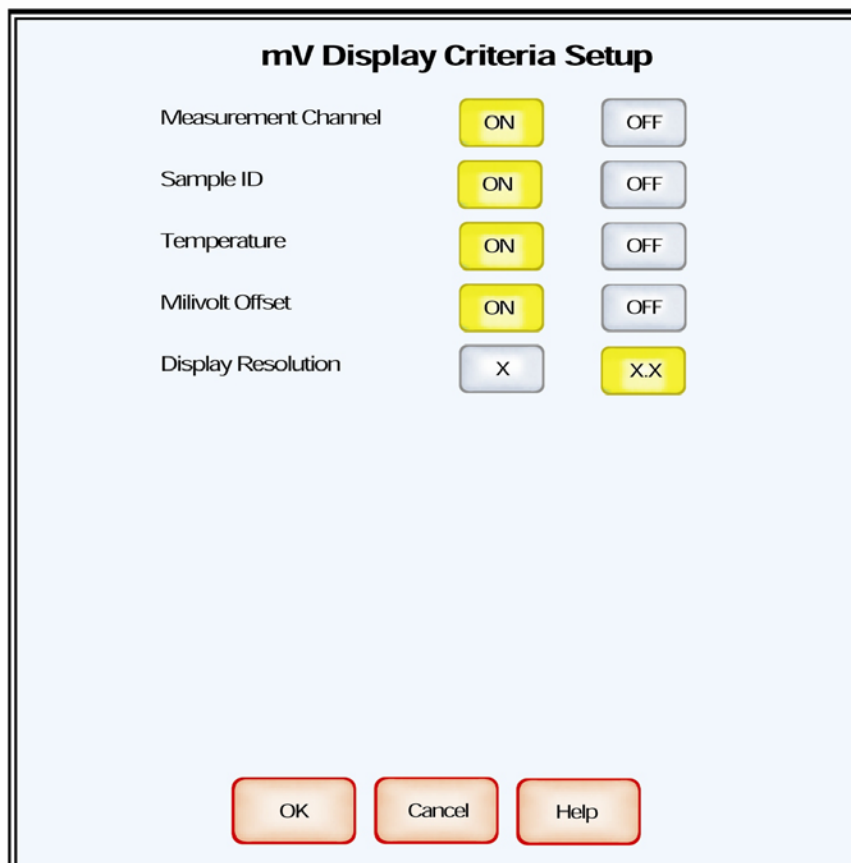 mV Display Criteria Setup
Measurement Channel ON OFF
Sample ID ON OFF
Temperature ON OFF
Milivolt Offset ON OFF
Display Resolution X X.X
OK Cancel Help